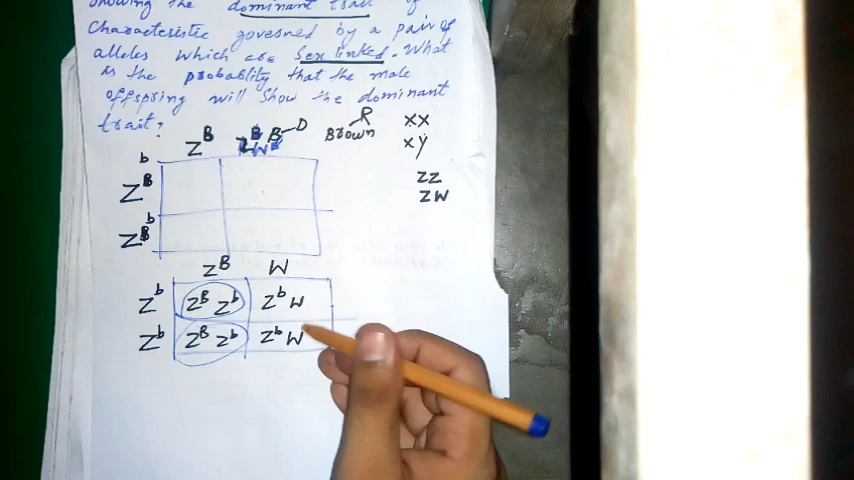 showing the dominant trait of
characteristic governed by a pair of
alleles which are Sex linked. What
is the probablity that the male
offspring will show the dominant
trait?
R
B D Brown
XX
XY
ZZ
ZW
Z^B
Z^B
Z^b
Z^B W
Z^b Z^B Z^b Z^b W
Z^b Z^B Z^b Z^b W